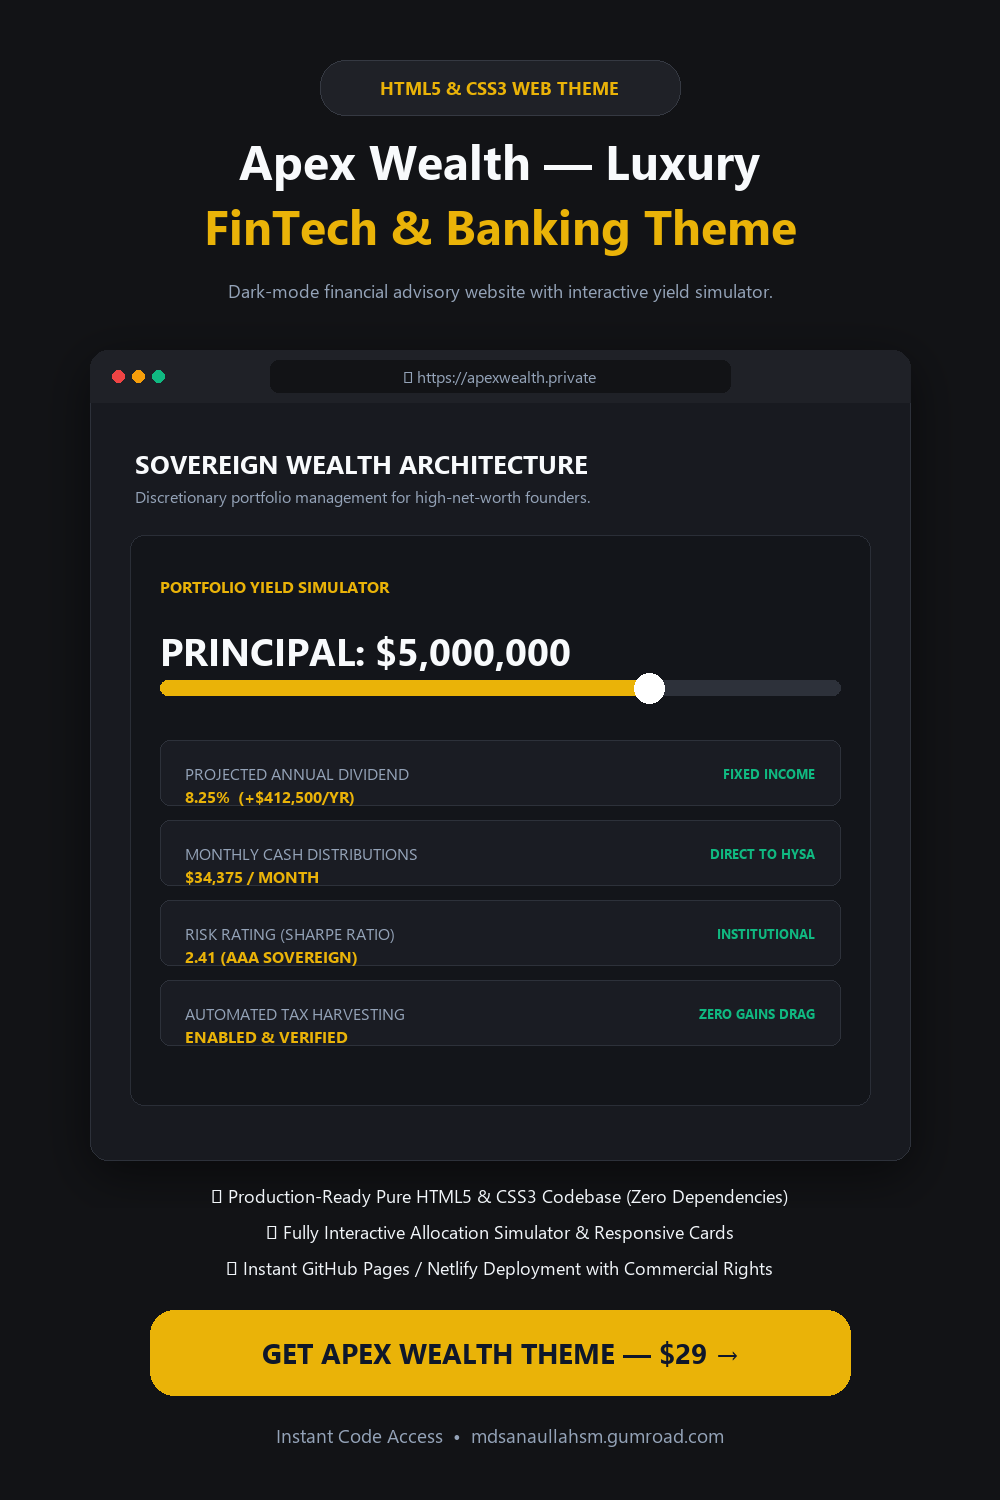 HTML5 & CSS3 WEB THEME
Apex Wealth — Luxury
FinTech & Banking Theme
Dark-mode financial advisory website with interactive yield simulator.
https://apexwealth.private
SOVEREIGN WEALTH ARCHITECTURE
Discretionary portfolio management for high-net-worth founders.
PORTFOLIO YIELD SIMULATOR
PRINCIPAL: $5,000,000
PROJECTED ANNUAL DIVIDEND
FIXED INCOME
8.25% (+$412,500/YR)
MONTHLY CASH DISTRIBUTIONS
DIRECT TO HYSA
$34,375 / MONTH
RISK RATING (SHARPE RATIO)
INSTITUTIONAL
2.41 (AAA SOVEREIGN)
AUTOMATED TAX HARVESTING
ZERO GAINS DRAG
ENABLED & VERIFIED
Production-Ready Pure HTML5 & CSS3 Codebase (Zero Dependencies)
Fully Interactive Allocation Simulator & Responsive Cards
Instant GitHub Pages / Netlify Deployment with Commercial Rights
GET APEX WEALTH THEME — $29 →
Instant Code Access • mdsanaullahsm.gumroad.com